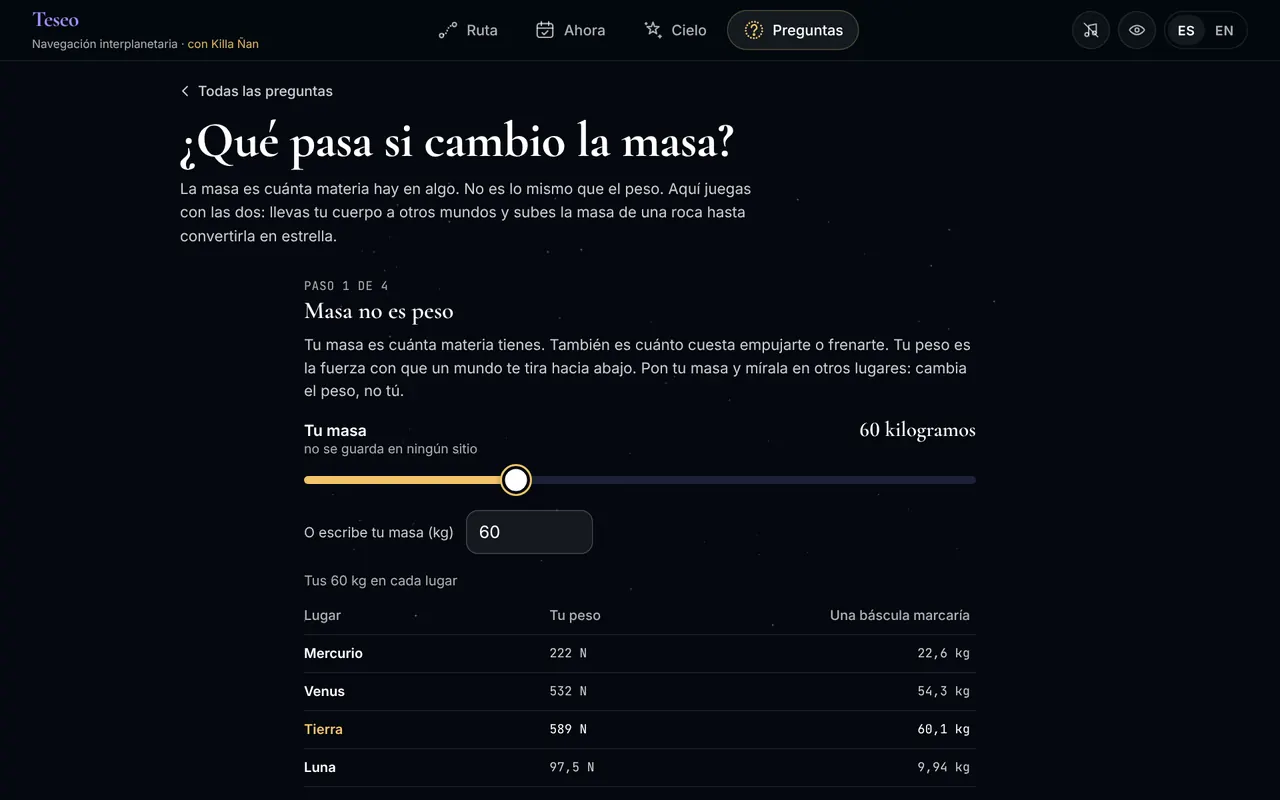 Teseo
Navegación interplanetaria · con Killa Ñan
Ruta
Ahora
Cielo
Preguntas
ES
EN
Todas las preguntas
¿Qué pasa si cambio la masa?
La masa es cuánta materia hay en algo. No es lo mismo que el peso. Aquí juegas
con las dos: llevas tu cuerpo a otros mundos y subes la masa de una roca hasta
convertirla en estrella.
PASO 1 DE 4
Masa no es peso
Tu masa es cuánta materia tienes. También es cuánto cuesta empujarte o frenarte. Tu peso es
la fuerza con que un mundo te tira hacia abajo. Pon tu masa y mírala en otros lugares: cambia
el peso, no tú.
Tu masa
60 kilogramos
no se guarda en ningún sitio
O escribe tu masa (kg)
60
Tus 60 kg en cada lugar
Lugar Tu peso Una báscula marcaría
Mercurio 222 N 22,6 kg
Venus 532 N 54,3 kg
Tierra 589 N 60,1 kg
Luna 97,5 N 9,94 kg